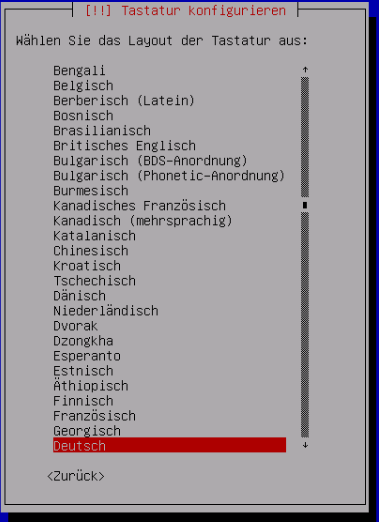 [!!] Tastatur konfigurieren
Wählen Sie das Layout der Tastatur aus:
Bengali
Belgisch
Berberisch (Latein)
Bosnisch
Brasilianisch
Britisches Englisch
Bulgarisch (BDS-Anordnung)
Bulgarisch (Phonetic-Anordnung)
Burmesisch
Kanadisches Französisch
Kanadisch (mehrsprachig)
Katalanisch
Chinesisch
Kroatisch
Tschechisch
Dänisch
Niederländisch
Dvorak
Dzongkha
Esperanto
Estnisch
Äthiopisch
Finnisch
Französisch
Georgisch
Deutsch
<Zurück>